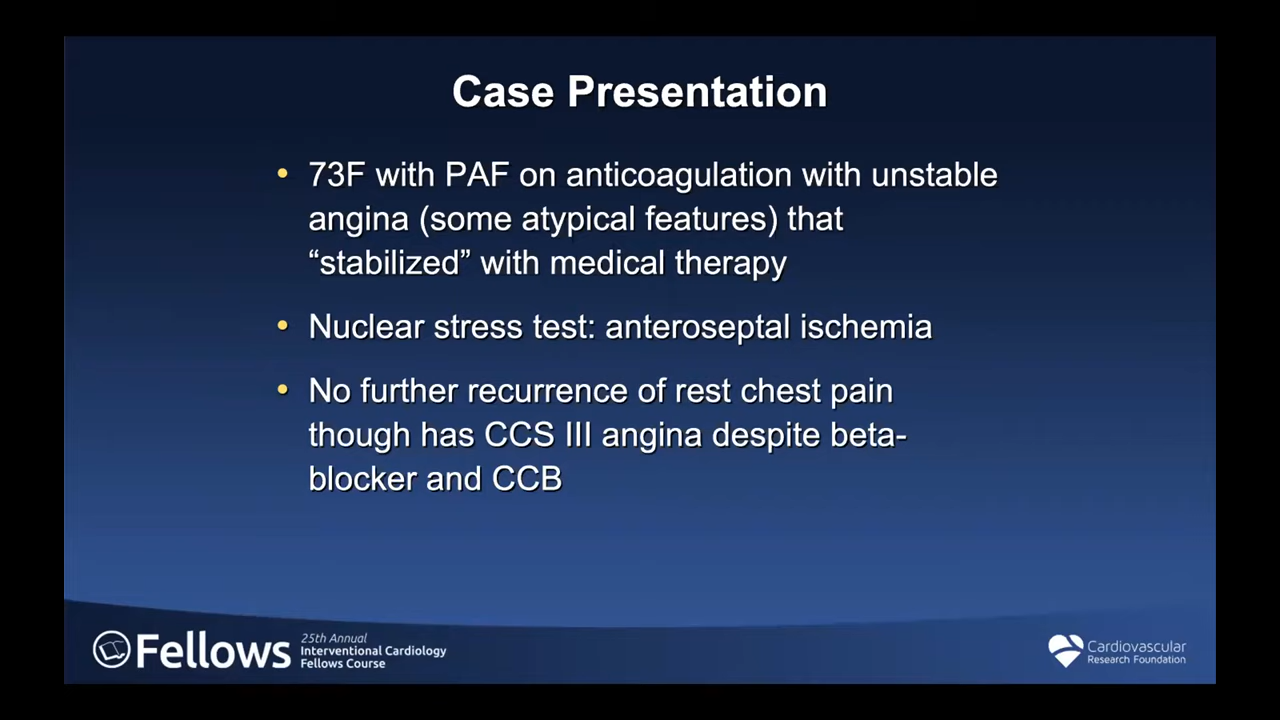 Case Presentation
• 73F with PAF on anticoagulation with unstable
angina (some atypical features) that
“stabilized” with medical therapy
• Nuclear stress test: anteroseptal ischemia
• No further recurrence of rest chest pain
though has CCS III angina despite beta-
blocker and CCB
Fellows
25th Annual
Interventional Cardiology
Fellows Course
Cardiovascular
Research Foundation